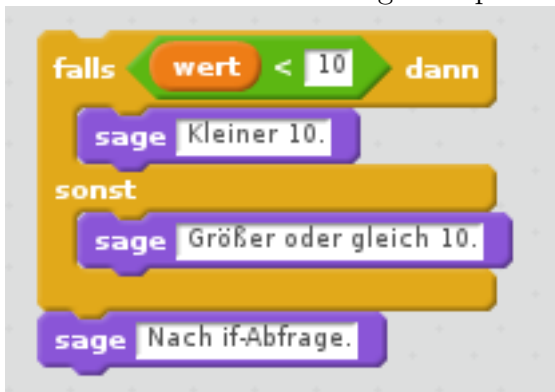 falls wert < 10 dann
sage Kleiner 10.
sonst
sage Größer oder gleich 10.
sage Nach if-Abfrage.